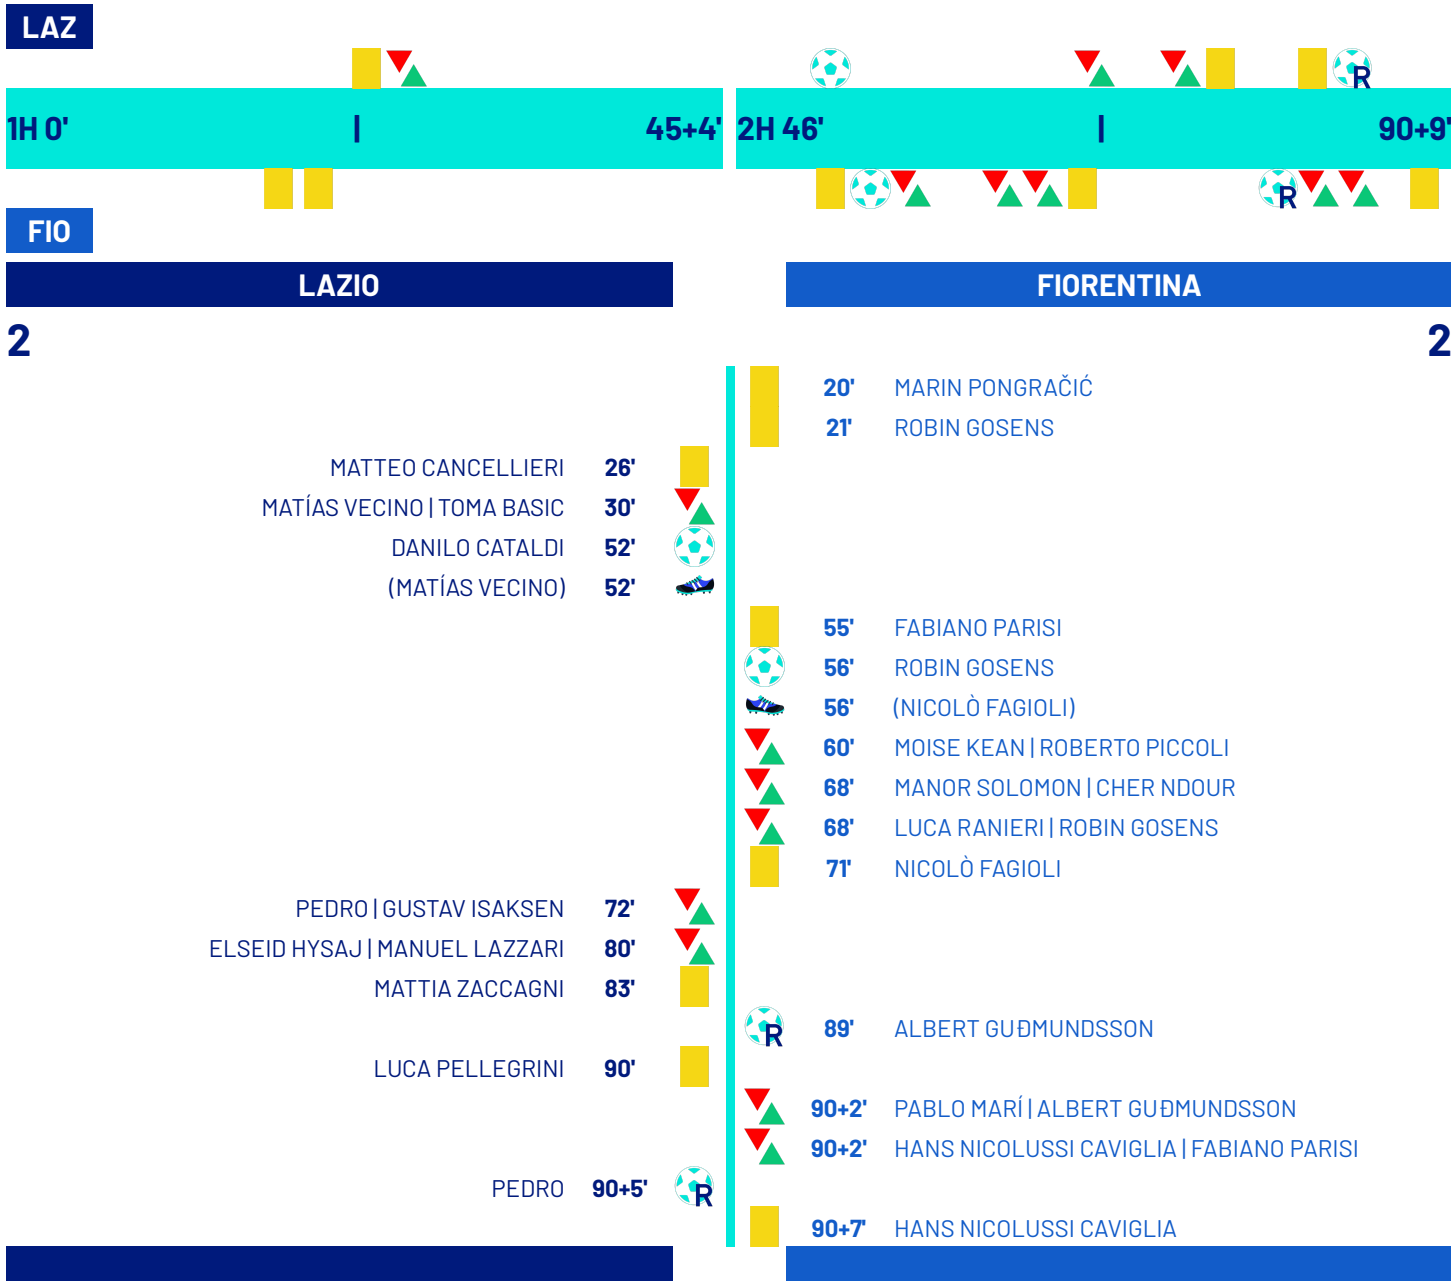 LAZ
R
1H 0' | 45+4' 2H 46' | 90+9'
R
FIO
LAZIO FIORENTINA
2 2
20' MARIN PONGRAČIĆ
21' ROBIN GOSENS
MATTEO CANCELLIERI 26'
MATÍAS VECINO | TOMA BASIC 30'
DANILO CATALDI 52'
(MATÍAS VECINO) 52'
55' FABIANO PARISI
56' ROBIN GOSENS
56' (NICOLÒ FAGIOLI)
60' MOISE KEAN | ROBERTO PICCOLI
68' MANOR SOLOMON | CHER NDOUR
68' LUCA RANIERI | ROBIN GOSENS
71' NICOLÒ FAGIOLI
PEDRO | GUSTAV ISAKSEN 72'
ELSEID HYSAJ | MANUEL LAZZARI 80'
MATTIA ZACCAGNI 83'
R 89' ALBERT GUÐMUNDSSON
LUCA PELLEGRINI 90'
90+2' PABLO MARÍ | ALBERT GUÐMUNDSSON
90+2' HANS NICOLUSSI CAVIGLIA | FABIANO PARISI
PEDRO 90+5' R
90+7' HANS NICOLUSSI CAVIGLIA